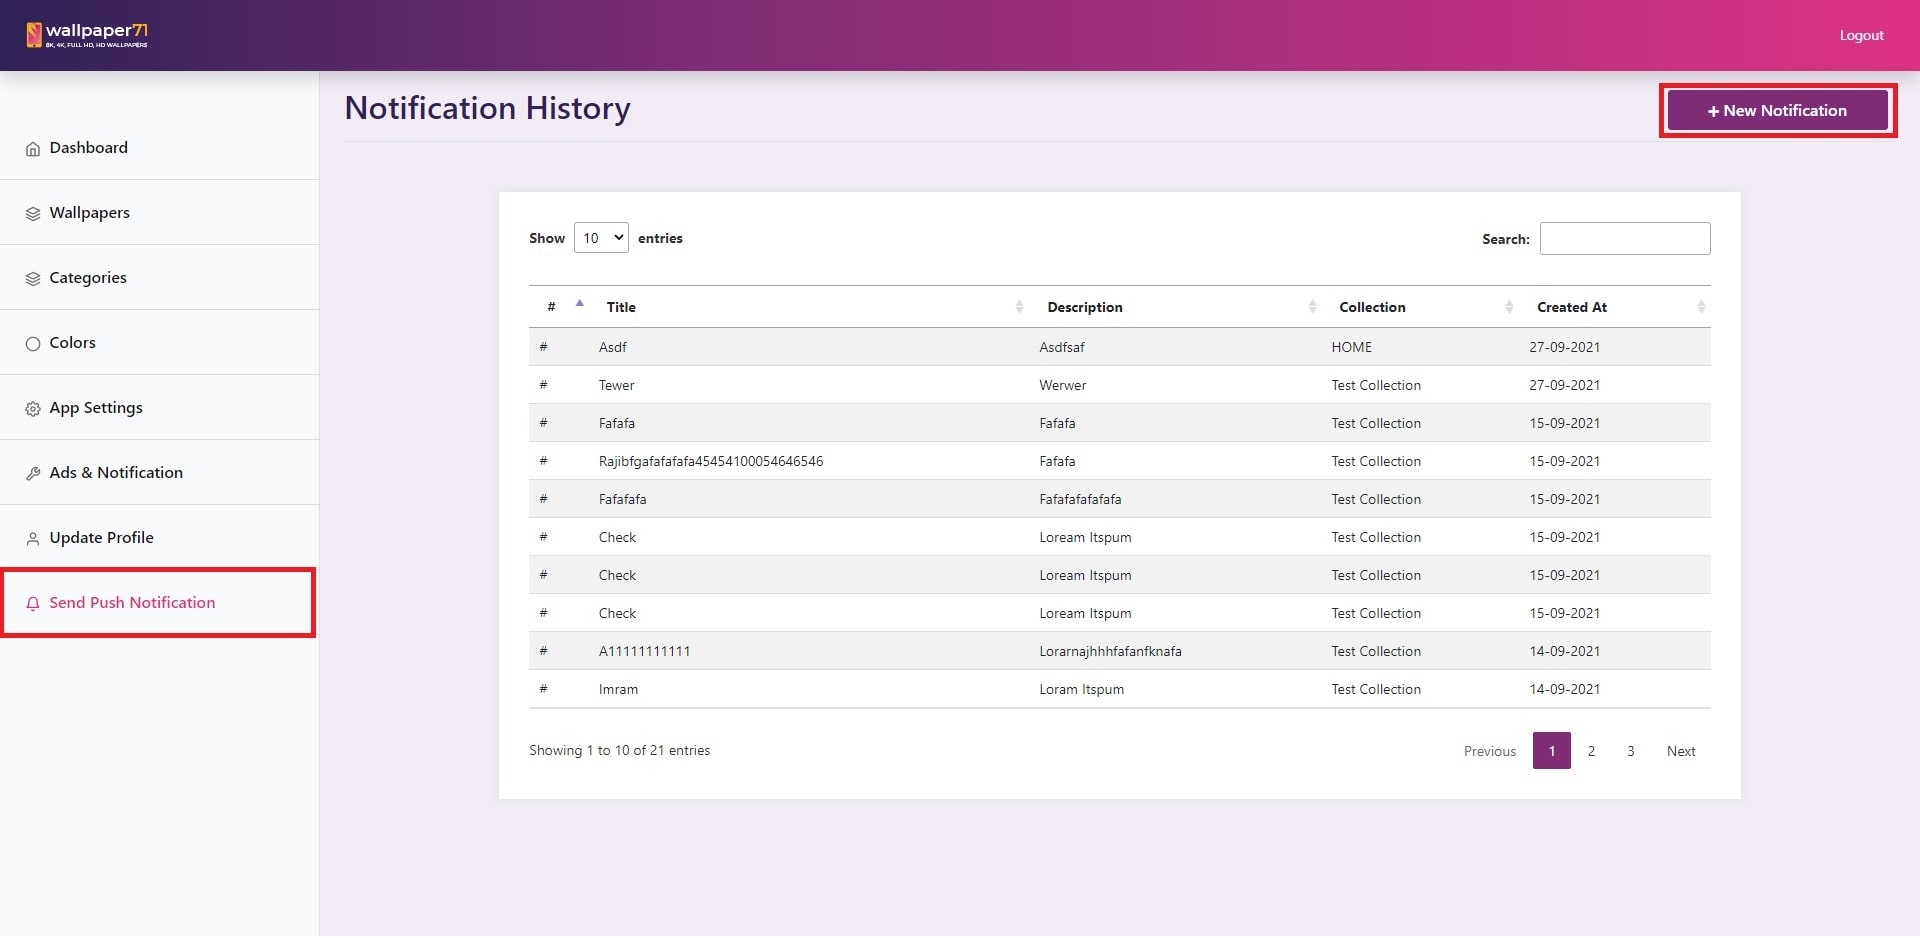 wallpaper71
8K, 4K, FULL HD, HD WALLPAPERS
Logout
Dashboard
Wallpapers
Categories
Colors
App Settings
Ads & Notification
Update Profile
Send Push Notification
Notification History
+ New Notification
Show 10 entries
Search:
# Title Description Collection Created At
# Asdf Asdfsaf HOME 27-09-2021
# Tewer Werwer Test Collection 27-09-2021
# Fafafa Fafafa Test Collection 15-09-2021
# Rajibfgafafafafa45454100054646546 Fafafa Test Collection 15-09-2021
# Fafafafa Fafafafafafafa Test Collection 15-09-2021
# Check Loream Itspum Test Collection 15-09-2021
# Check Loream Itspum Test Collection 15-09-2021
# Check Loream Itspum Test Collection 15-09-2021
# A11111111111 Lorarnajhhhfafanfknafa Test Collection 14-09-2021
# Imram Loram Itspum Test Collection 14-09-2021
Showing 1 to 10 of 21 entries
Previous 1 2 3 Next